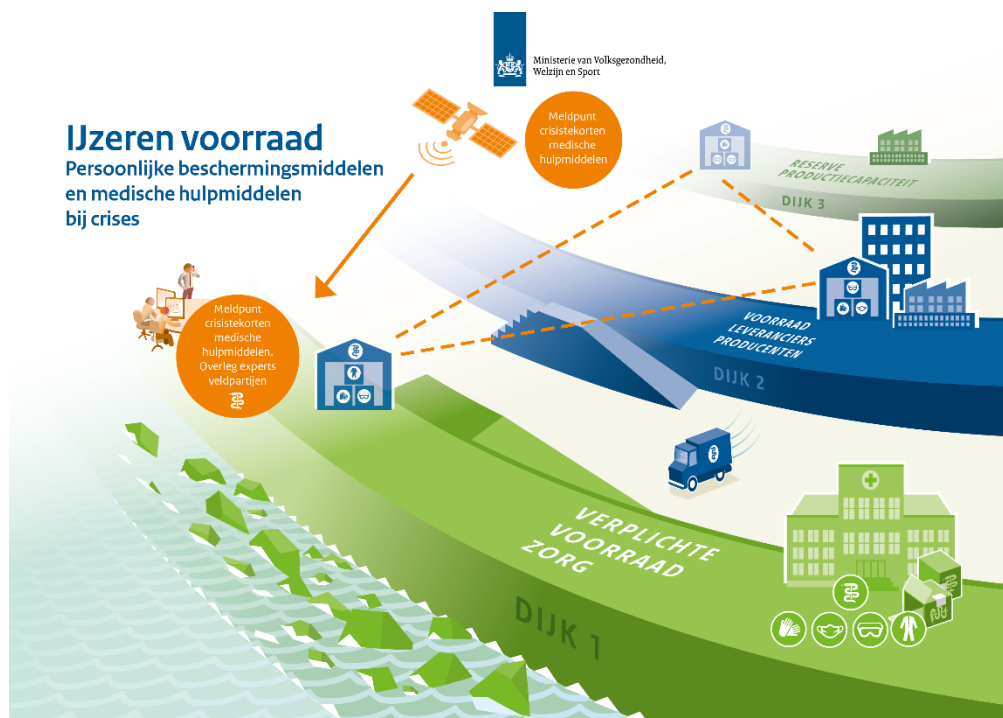 Ministerie van Volksgezondheid,
Welzijn en Sport
IJzeren voorraad
Persoonlijke beschermingsmiddelen
en medische hulpmiddelen
bij crises
Meldpunt
crisistekorten
medische
hulpmiddelen
RESERVE
PRODUCTIECAPACITEIT
DIJK 3
Meldpunt
crisistekorten
medische
hulpmiddelen.
Overleg experts
veldpartijen
VOORRAAD
LEVERANCIERS
PRODUCENTEN
DIJK 2
VERPLICHTE
VOORRAAD
ZORG
DIJK 1